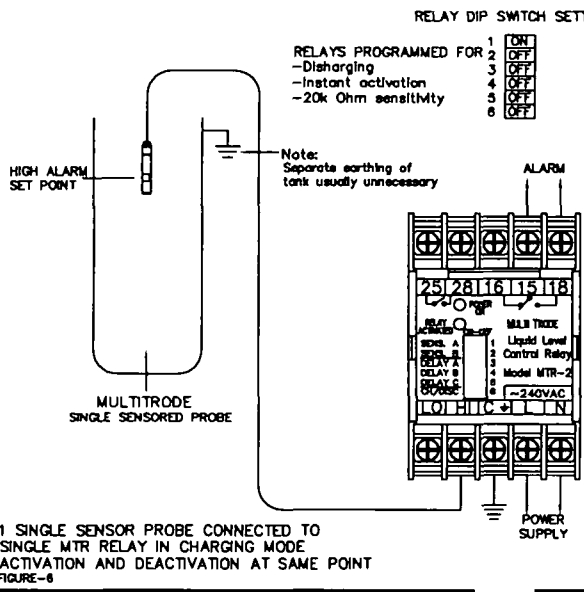 RELAY DIP SWITCH SETT
RELAYS PROGRAMMED FOR
-Disharging
-Instant activation
-20k Ohm sensitivity
1 ON
2 OFF
3 OFF
4 OFF
5 OFF
6 OFF
Note:
Separate earthing of
tank usually unnecessary
HIGH ALARM
SET POINT
ALARM
25 28 16 15 18
POWER
ON
RELAY
ACTIVATED
MULTI TRODE
Liquid Level
Control Relay
Model MTR-2
SENS. A 1
SENS. B 2
DELAY A 3
DELAY B 4
DELAY C 5
CH/DISC 6
~240VAC
LO HI C L N
MULTITRODE
SINGLE SENSORED PROBE
POWER
SUPPLY
1 SINGLE SENSOR PROBE CONNECTED TO
SINGLE MTR RELAY IN CHARGING MODE
ACTIVATION AND DEACTIVATION AT SAME POINT
FIGURE-6